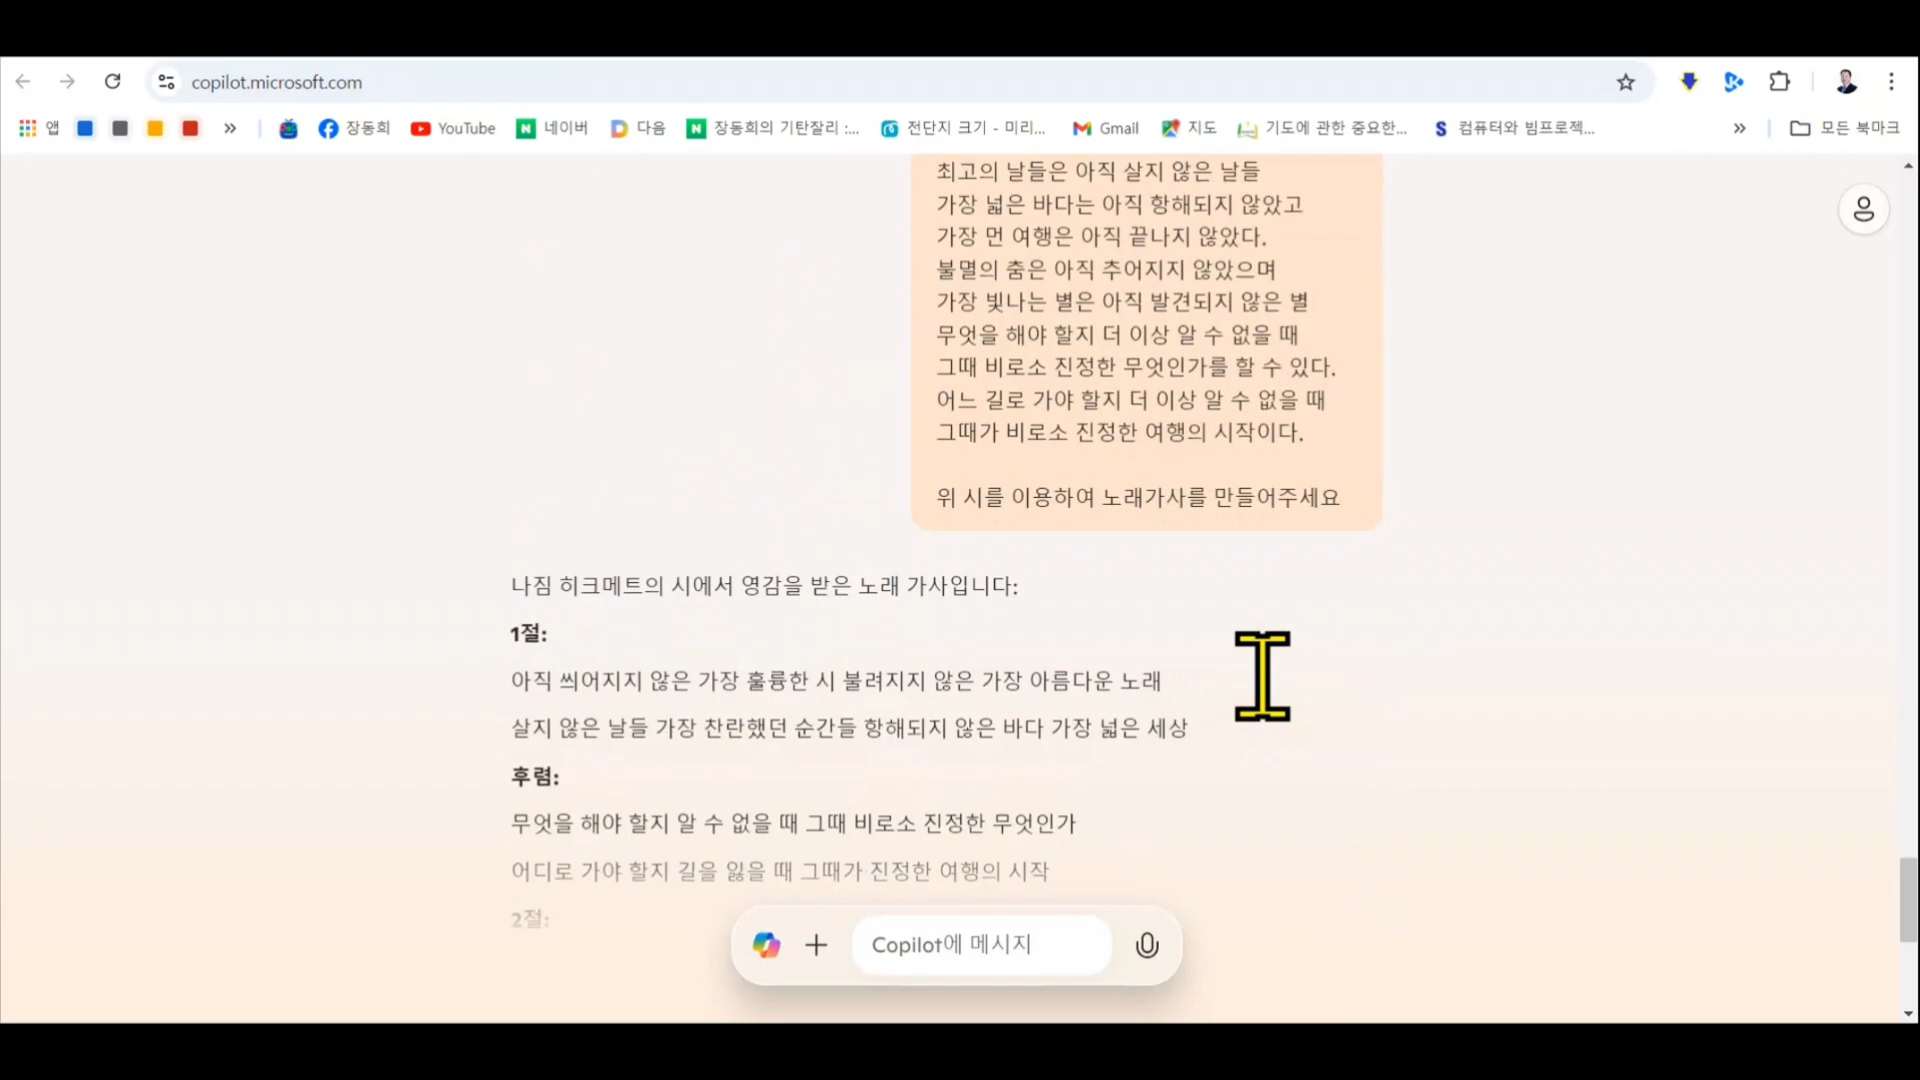 copilot.microsoft.com
앱
장동희
YouTube
네이버
다음
장동희의 기탄잘리 :...
전단지 크기 - 미리...
Gmail
지도
기도에 관한 중요한...
컴퓨터와 빔프로젝...
모든 북마크
최고의 날들은 아직 살지 않은 날들
가장 넓은 바다는 아직 항해되지 않았고
가장 먼 여행은 아직 끝나지 않았다.
불멸의 춤은 아직 추어지지 않았으며
가장 빛나는 별은 아직 발견되지 않은 별
무엇을 해야 할지 더 이상 알 수 없을 때
그때 비로소 진정한 무엇인가를 할 수 있다.
어느 길로 가야 할지 더 이상 알 수 없을 때
그때가 비로소 진정한 여행의 시작이다.
위 시를 이용하여 노래가사를 만들어주세요
나짐 히크메트의 시에서 영감을 받은 노래 가사입니다:
1절:
아직 씌어지지 않은 가장 훌륭한 시 불려지지 않은 가장 아름다운 노래
살지 않은 날들 가장 찬란했던 순간들 항해되지 않은 바다 가장 넓은 세상
후렴:
무엇을 해야 할지 알 수 없을 때 그때 비로소 진정한 무엇인가
어디로 가야 할지 길을 잃을 때 그때가 진정한 여행의 시작
2절:
Copilot에 메시지